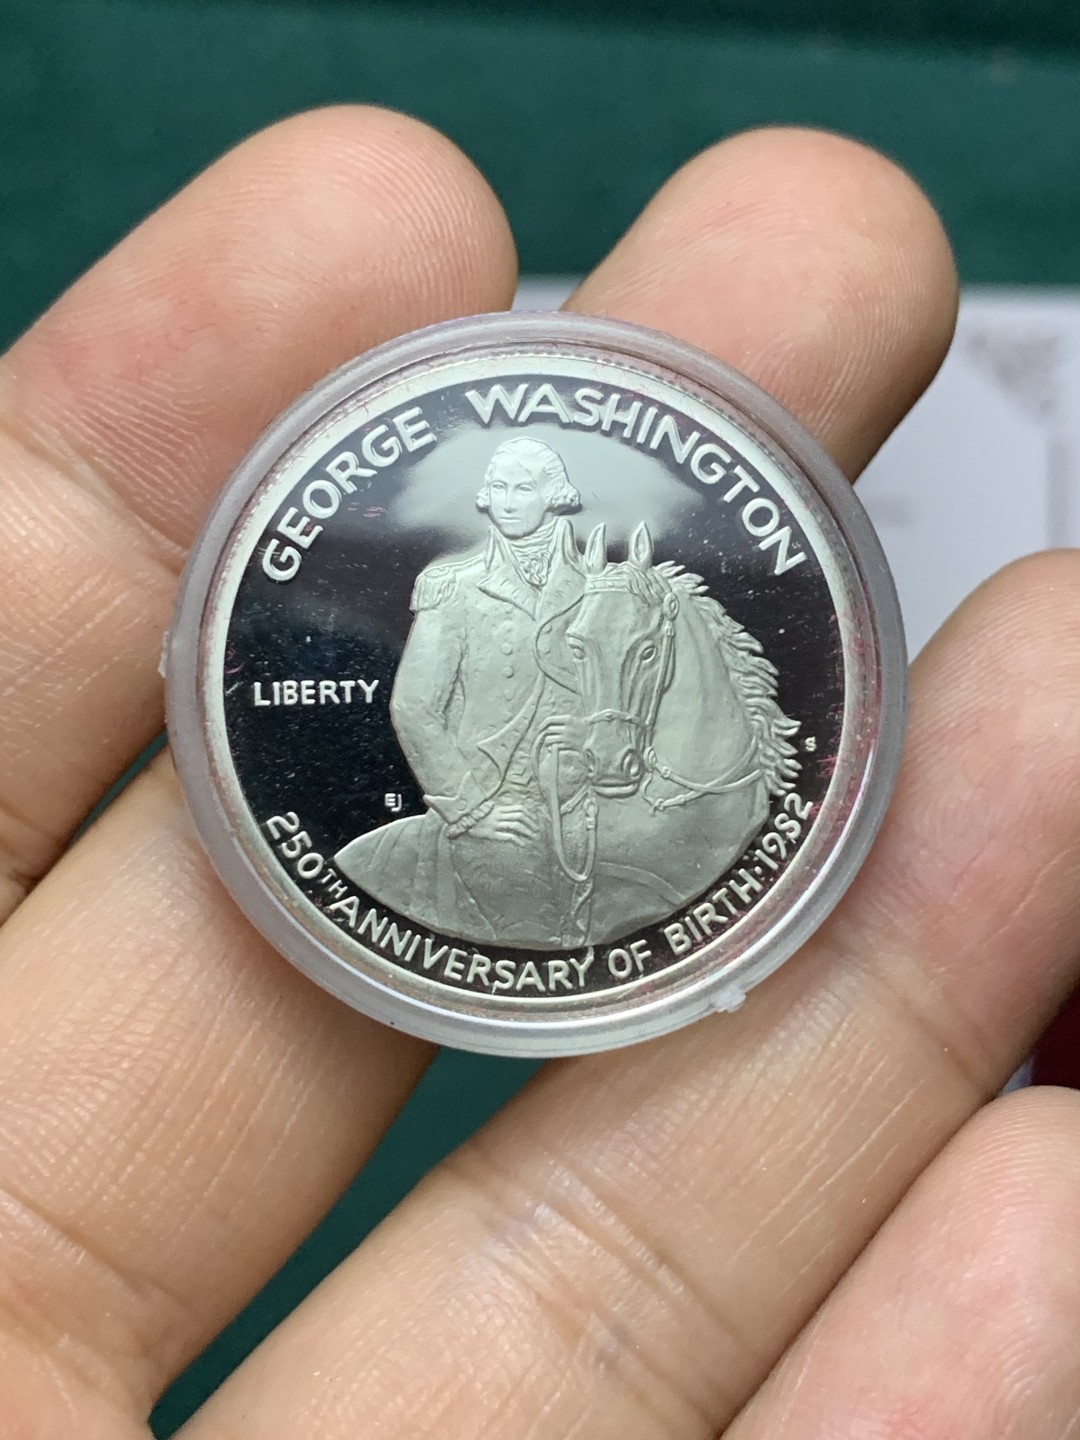 GEORGE WASHINGTON
LIBERTY
S
EJ
250TH ANNIVERSARY OF BIRTH·1982